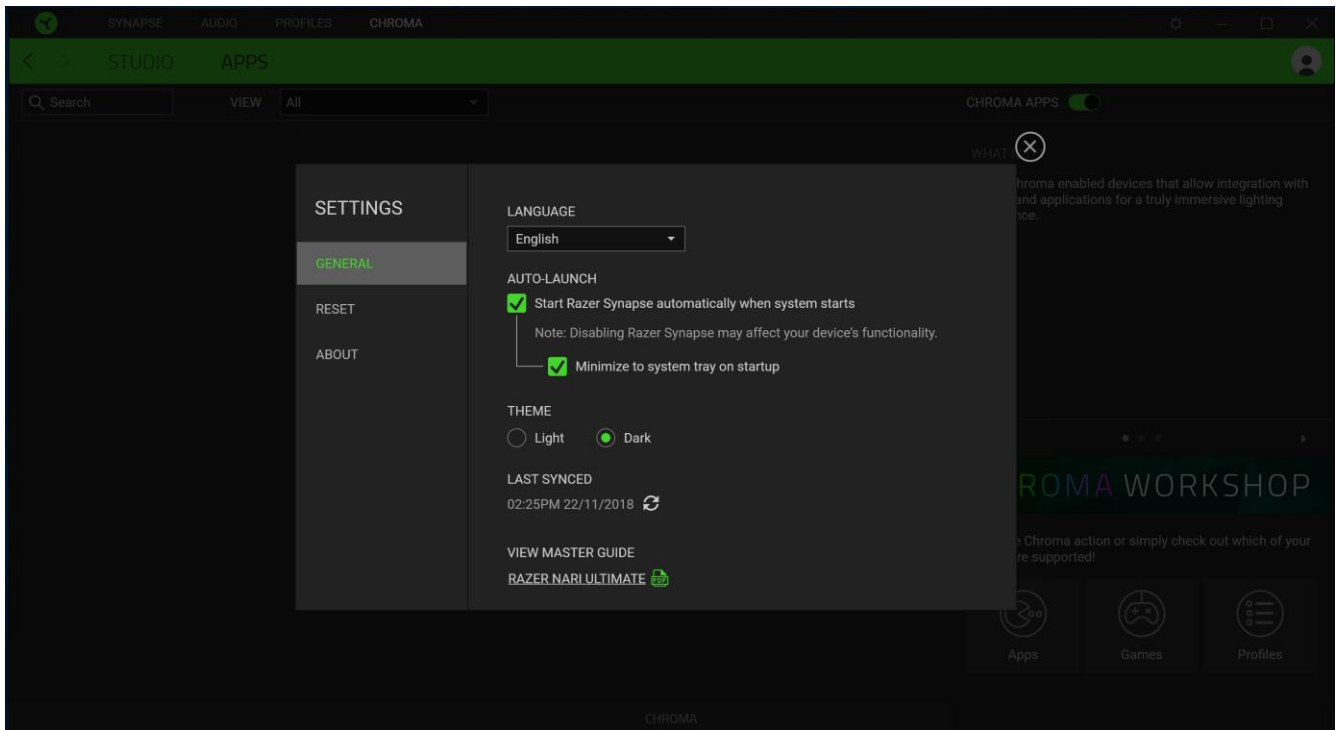 SYNAPSE AUDIO PROFILES CHROMA
STUDIO APPS
Search VIEW All CHROMA APPS
WHAT
hroma enabled devices that allow integration with
and applications for a truly immersive lighting
nce.
SETTINGS
GENERAL
RESET
ABOUT
LANGUAGE
English
AUTO-LAUNCH
Start Razer Synapse automatically when system starts
Note: Disabling Razer Synapse may affect your device's functionality.
Minimize to system tray on startup
THEME
Light Dark
LAST SYNCED
02:25PM 22/11/2018
VIEW MASTER GUIDE
RAZER NARI ULTIMATE PDF
ROMA WORKSHOP
e Chroma action or simply check out which of your
re supported!
Apps Games Profiles
CHROMA